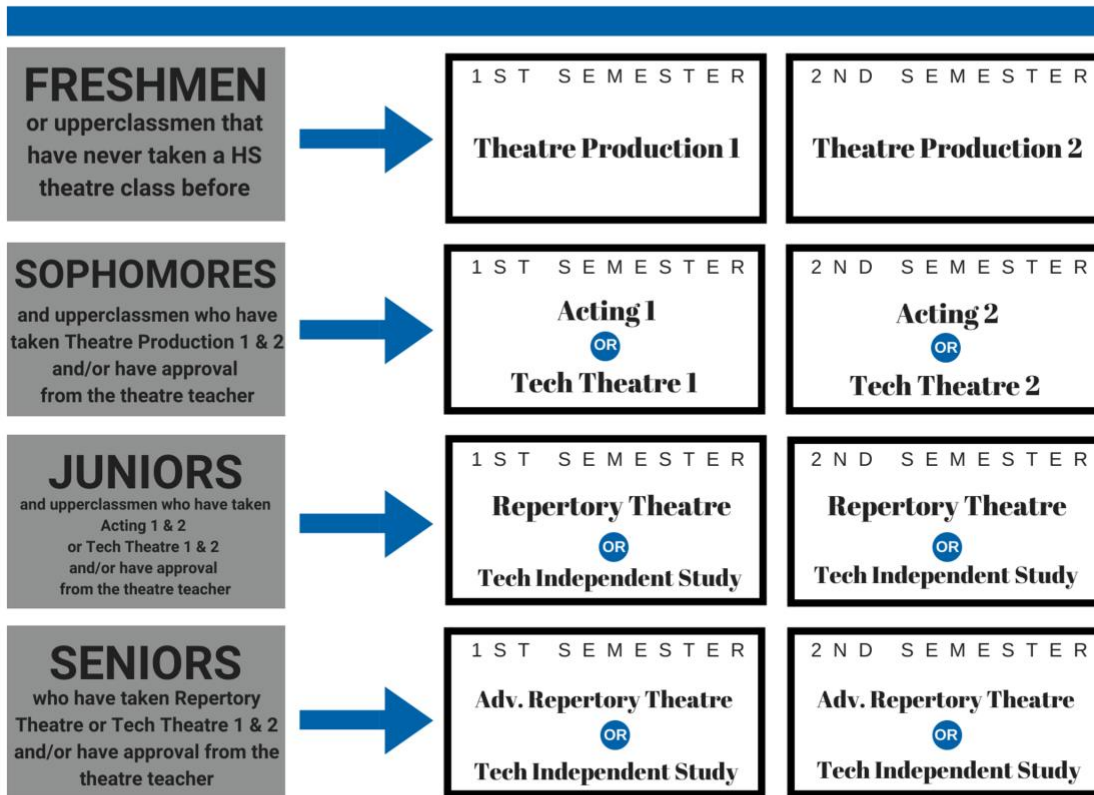 FRESHMEN
or upperclassmen that
have never taken a HS
theatre class before
1ST SEMESTER
Theatre Production 1
2ND SEMESTER
Theatre Production 2
SOPHOMORES
and upperclassmen who have
taken Theatre Production 1 & 2
and/or have approval
from the theatre teacher
1ST SEMESTER
Acting 1
OR
Tech Theatre 1
2ND SEMESTER
Acting 2
OR
Tech Theatre 2
JUNIORS
and upperclassmen who have taken
Acting 1 & 2
or Tech Theatre 1 & 2
and/or have approval
from the theatre teacher
1ST SEMESTER
Repertory Theatre
OR
Tech Independent Study
2ND SEMESTER
Repertory Theatre
OR
Tech Independent Study
SENIORS
who have taken Repertory
Theatre or Tech Theatre 1 & 2
and/or have approval from the
theatre teacher
1ST SEMESTER
Adv. Repertory Theatre
OR
Tech Independent Study
2ND SEMESTER
Adv. Repertory Theatre
OR
Tech Independent Study